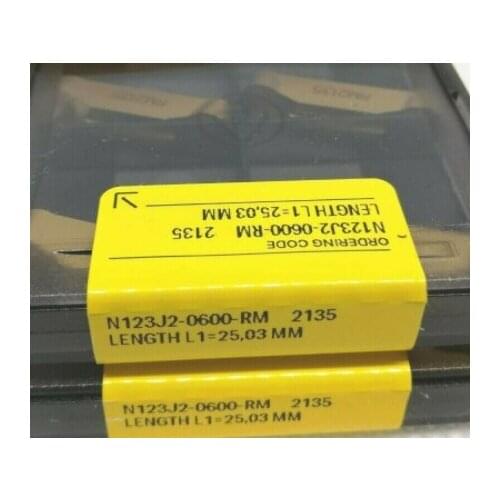 ORDERING CODE
N123J2-0600-RM 2135
LENGTH L1=25,03 MM
N123J2-0600-RM 2135
LENGTH L1=25,03 MM
N123J2-0600-RM 2135
LENGTH L1=25,03 MM